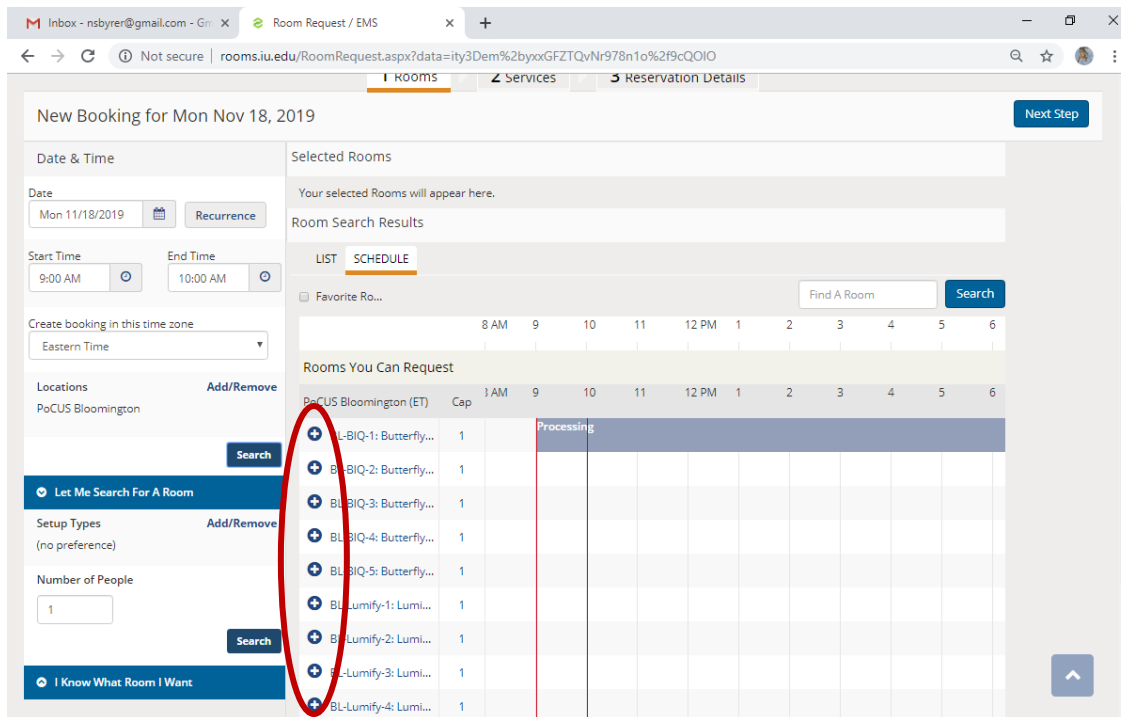 Inbox - nsbyrer@gmail.com - Gm
Room Request / EMS
Not secure | rooms.iu.edu/RoomRequest.aspx?data=ity3Dem%2byxxGFZTQvNr978n1o%2f9cQOIO
1 Rooms 2 Services 3 Reservation Details
New Booking for Mon Nov 18, 2019
Next Step
Date & Time
Date
Mon 11/18/2019 Recurrence
Start Time End Time
9:00 AM 10:00 AM
Create booking in this time zone
Eastern Time
Locations Add/Remove
PoCUS Bloomington
Search
Let Me Search For A Room
Setup Types Add/Remove
(no preference)
Number of People
1
Search
I Know What Room I Want
Selected Rooms
Your selected Rooms will appear here.
Room Search Results
LIST SCHEDULE
Favorite Ro...
Find A Room Search
8 AM 9 10 11 12 PM 1 2 3 4 5 6
Rooms You Can Request
PoCUS Bloomington (ET) Cap AM 9 10 11 12 PM 1 2 3 4 5 6
BL-BIQ-1: Butterfly... 1 Processing
BL-BIQ-2: Butterfly... 1
BL-BIQ-3: Butterfly... 1
BL-BIQ-4: Butterfly... 1
BL-BIQ-5: Butterfly... 1
BL-Lumify-1: Lumi... 1
BL-Lumify-2: Lumi... 1
BL-Lumify-3: Lumi... 1
BL-Lumify-4: Lumi... 1